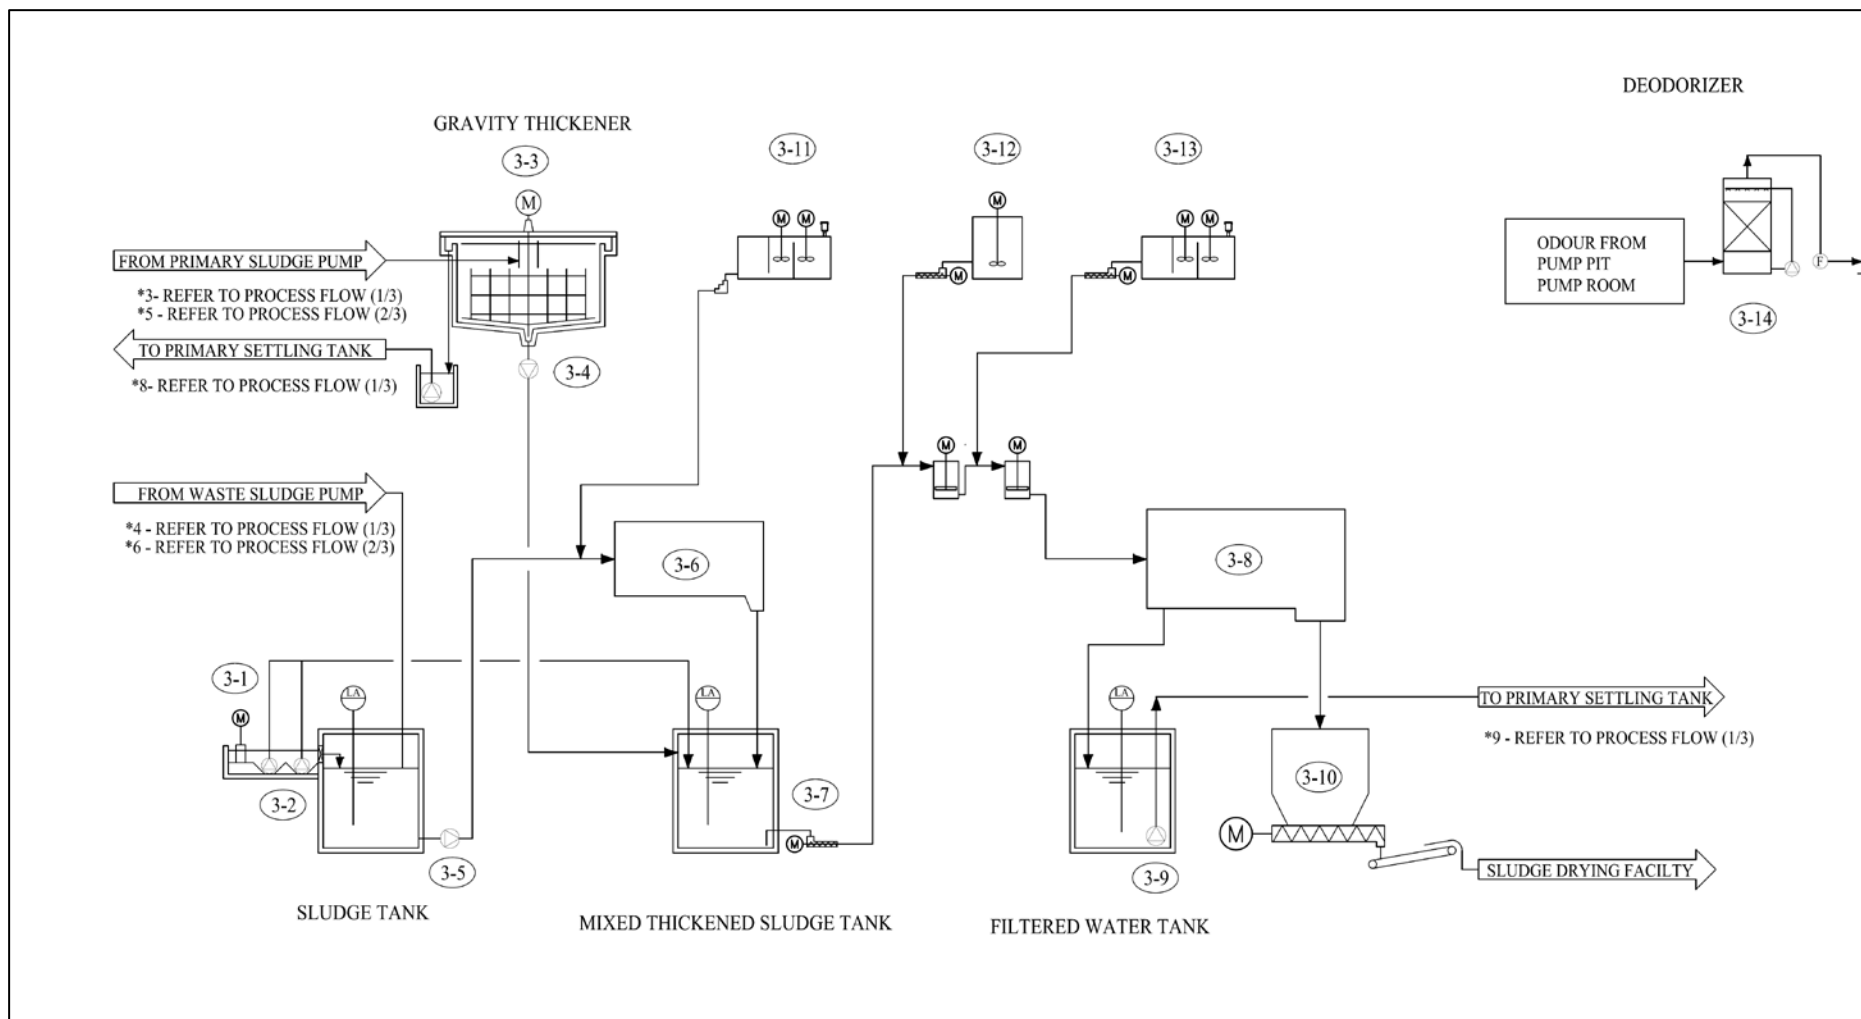 DEODORIZER
GRAVITY THICKENER
3-3
3-11
3-12
3-13
M
M
M
M
M
M
FROM PRIMARY SLUDGE PUMP
*3- REFER TO PROCESS FLOW (1/3)
*5 - REFER TO PROCESS FLOW (2/3)
M
M
ODOUR FROM
PUMP PIT
PUMP ROOM
F
3-14
TO PRIMARY SETTLING TANK
*8- REFER TO PROCESS FLOW (1/3)
3-4
M
M
FROM WASTE SLUDGE PUMP
*4 - REFER TO PROCESS FLOW (1/3)
*6 - REFER TO PROCESS FLOW (2/3)
3-6
3-8
3-1
M
LA
LA
LA
TO PRIMARY SETTLING TANK
*9 - REFER TO PROCESS FLOW (1/3)
3-2
3-7
3-10
M
M
3-5
3-9
SLUDGE DRYING FACILTY
SLUDGE TANK
MIXED THICKENED SLUDGE TANK
FILTERED WATER TANK